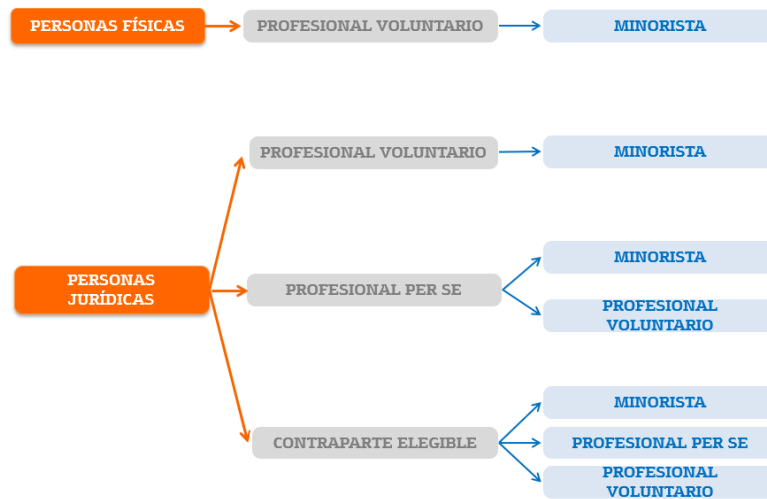 PERSONAS FÍSICAS
PROFESIONAL VOLUNTARIO
MINORISTA
PROFESIONAL VOLUNTARIO
MINORISTA
PERSONAS
JURÍDICAS
PROFESIONAL PER SE
MINORISTA
PROFESIONAL
VOLUNTARIO
CONTRAPARTE ELEGIBLE
MINORISTA
PROFESIONAL PER SE
PROFESIONAL
VOLUNTARIO